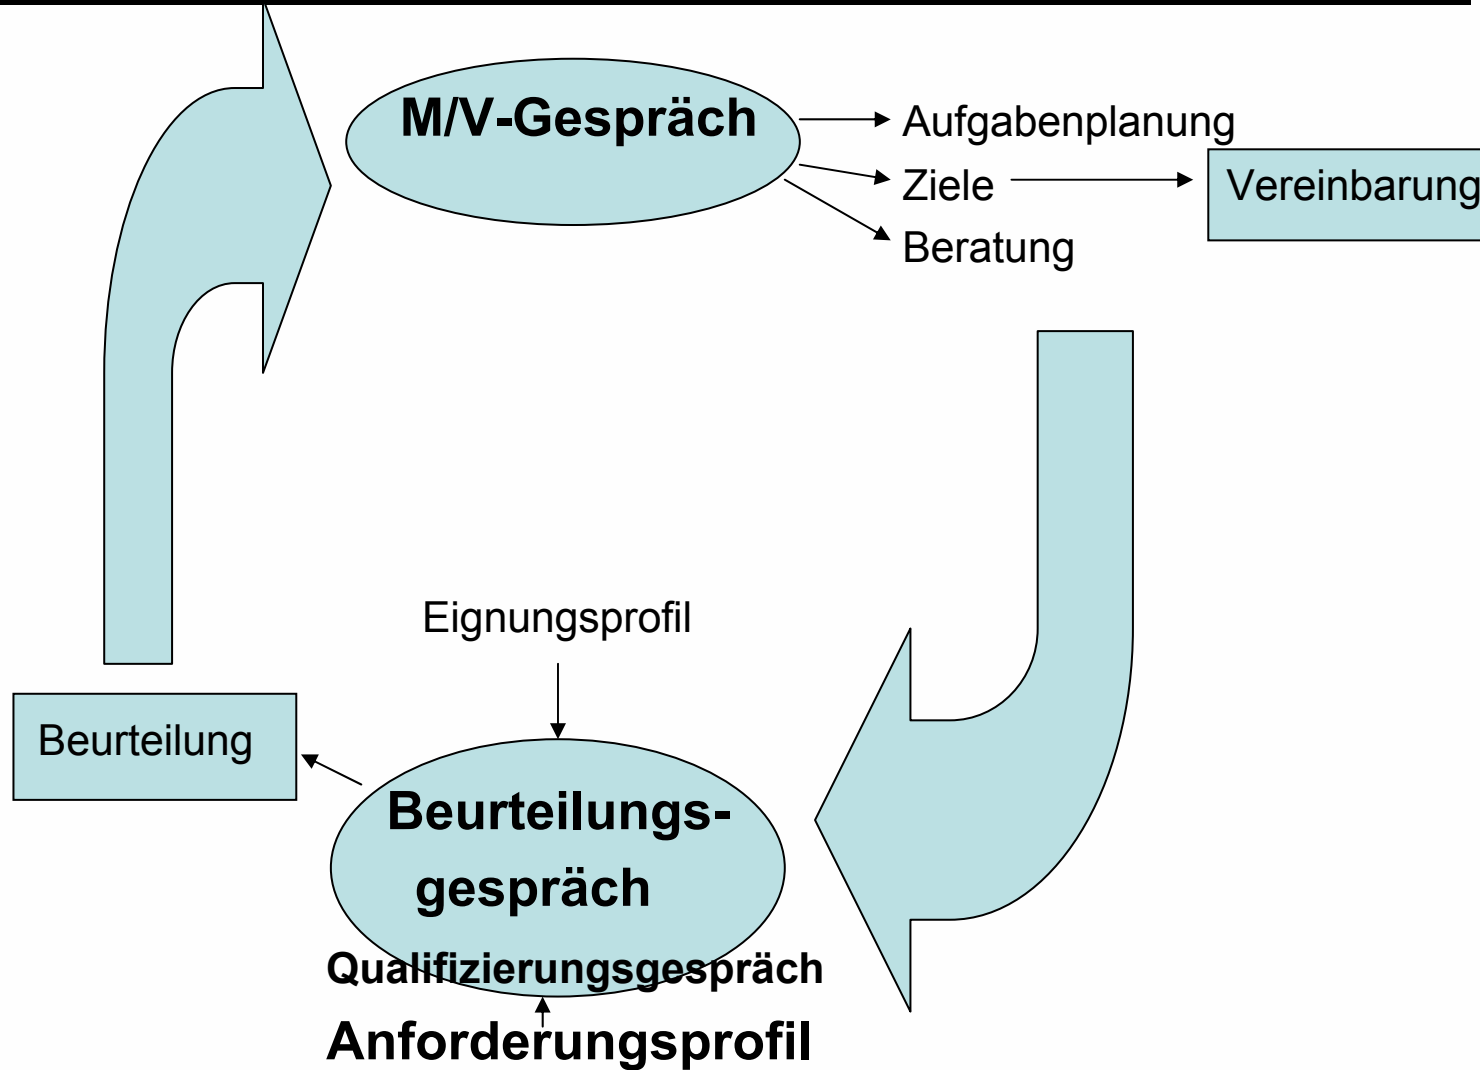 M/V-Gespräch
Aufgabenplanung
Ziele
Vereinbarung
Beratung
Eignungsprofil
Beurteilung
Beurteilungs-
gespräch
Qualifizierungsgespräch
Anforderungsprofil